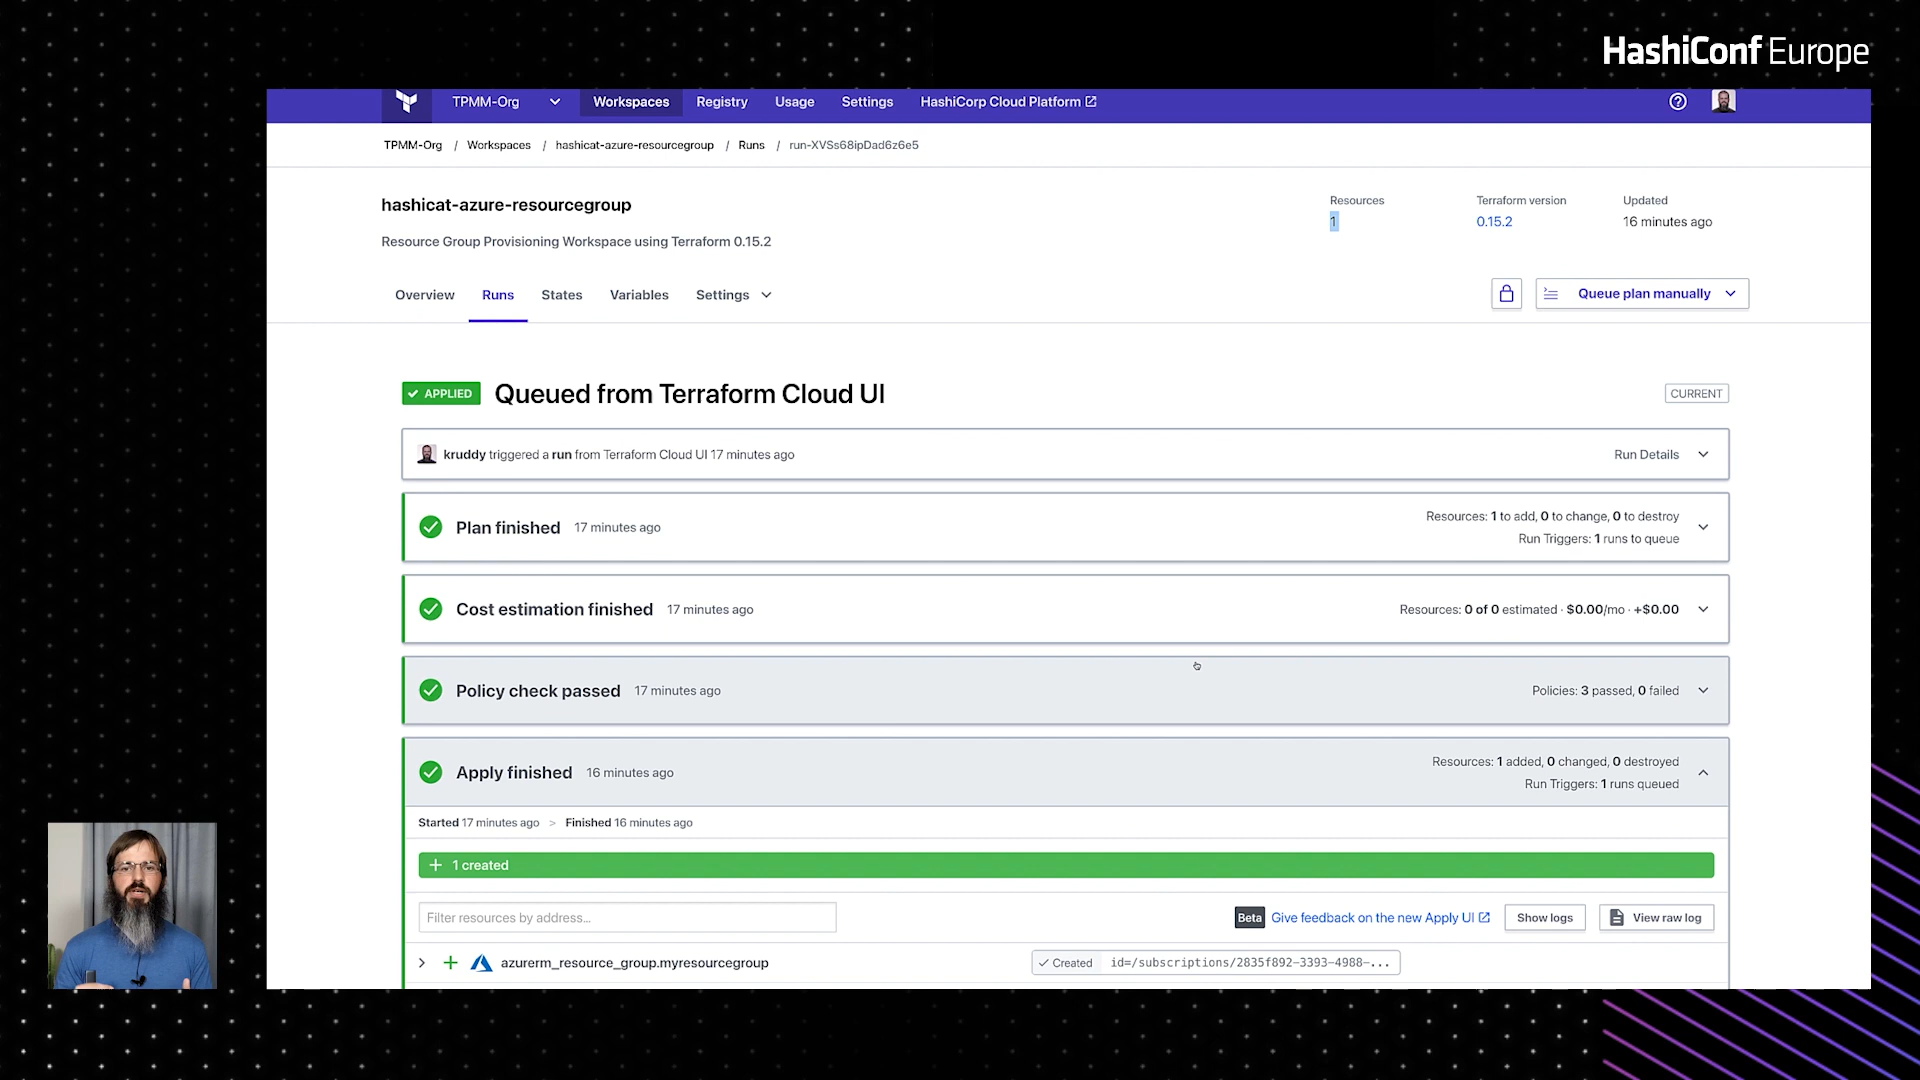 HashiConf Europe
TPMM-Org Workspaces Registry Usage Settings HashiCorp Cloud Platform
TPMM-Org / Workspaces / hashicat-azure-resourcegroup / Runs / run-XVSs68ipDad6z6e5
hashicat-azure-resourcegroup
Resource Group Provisioning Workspace using Terraform 0.15.2
Resources Terraform version Updated
1 0.15.2 16 minutes ago
Overview Runs States Variables Settings Queue plan manually
APPLIED Queued from Terraform Cloud UI CURRENT
kruddy triggered a run from Terraform Cloud UI 17 minutes ago Run Details
Plan finished 17 minutes ago
Resources: 1 to add, 0 to change, 0 to destroy
Run Triggers: 1 runs to queue
Cost estimation finished 17 minutes ago Resources: 0 of 0 estimated · $0.00/mo · +$0.00
Policy check passed 17 minutes ago Policies: 3 passed, 0 failed
Apply finished 16 minutes ago
Resources: 1 added, 0 changed, 0 destroyed
Run Triggers: 1 runs queued
Started 17 minutes ago > Finished 16 minutes ago
+ 1 created
Filter resources by address... Beta Give feedback on the new Apply UI Show logs View raw log
azurerm_resource_group.myresourcegroup Created id=/subscriptions/2835f892-3393-4988-...